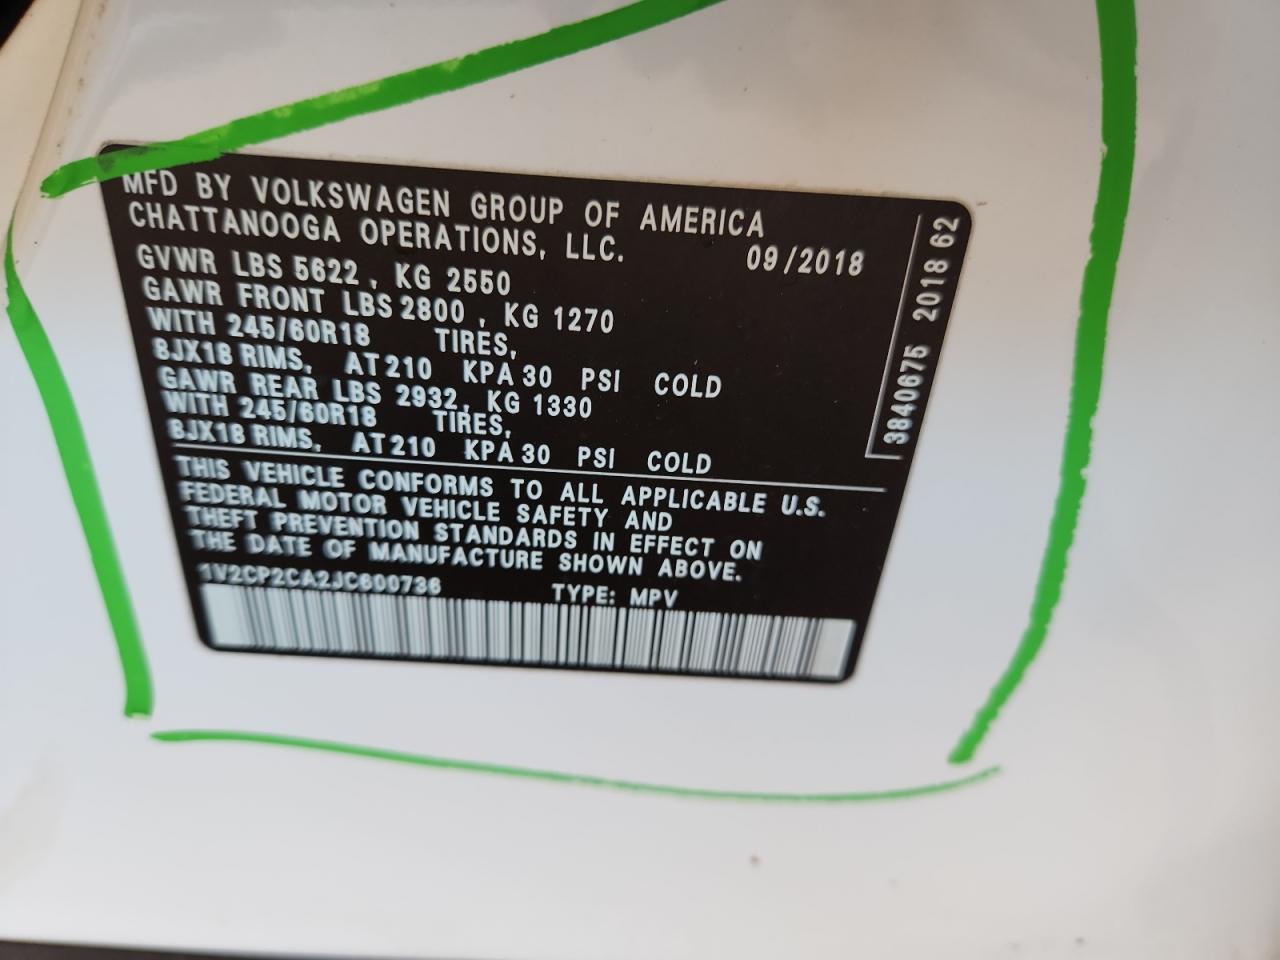 MFD BY VOLKSWAGEN GROUP OF AMERICA
CHATTANOOGA OPERATIONS, LLC. 09/2018
GVWR LBS 5622, KG 2550
GAWR FRONT LBS 2800, KG 1270
WITH 245/60R18 TIRES,
8JX18 RIMS, AT 210 KPA 30 PSI COLD
GAWR REAR LBS 2932, KG 1330
WITH 245/60R18 TIRES,
8JX18 RIMS, AT 210 KPA 30 PSI COLD
THIS VEHICLE CONFORMS TO ALL APPLICABLE U.S.
FEDERAL MOTOR VEHICLE SAFETY AND
THEFT PREVENTION STANDARDS IN EFFECT ON
THE DATE OF MANUFACTURE SHOWN ABOVE.
1V2CP2CA2JC600736 TYPE: MPV
3840675 2018 62